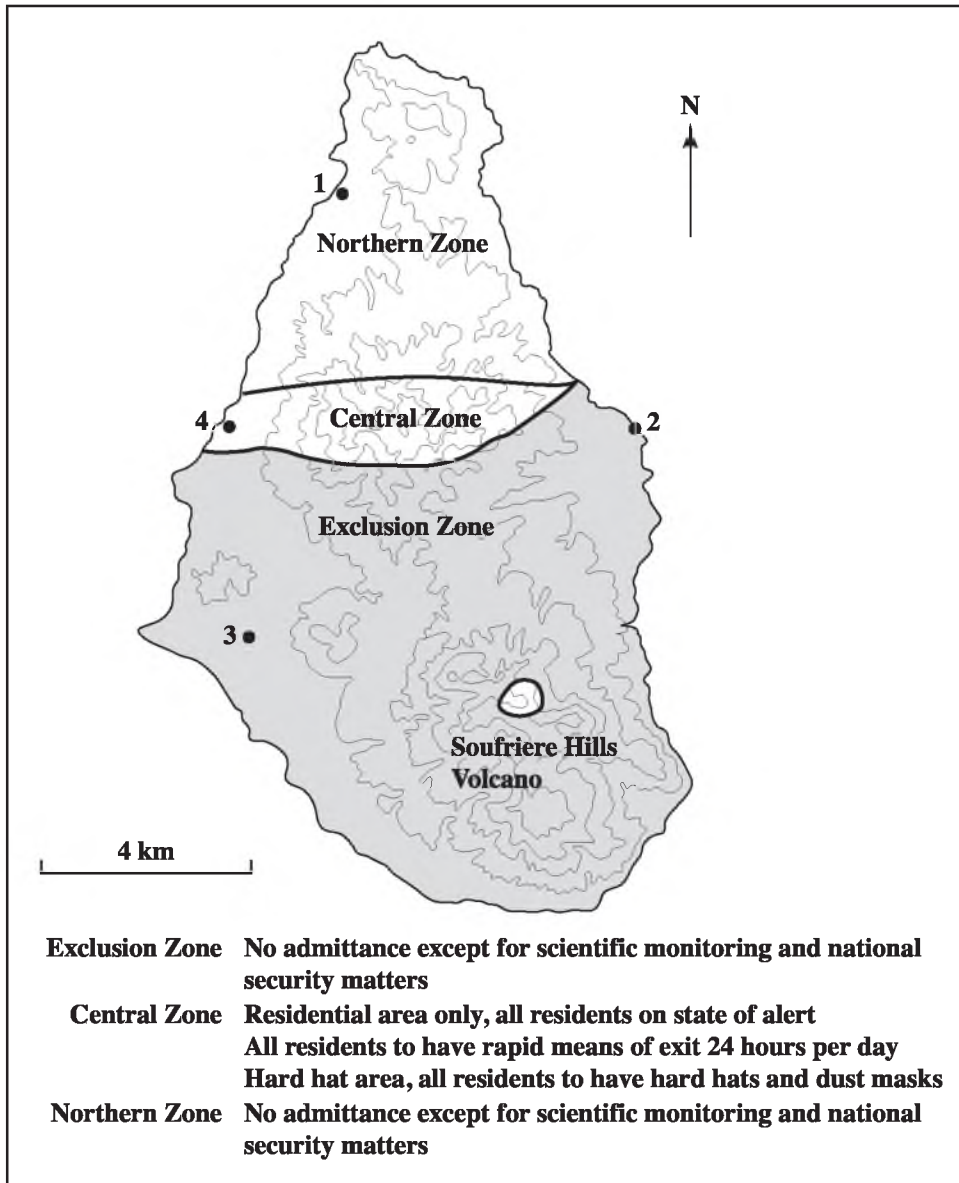 N
1
Northern Zone
Central Zone
4
2
Exclusion Zone
3
Soufriere Hills
Volcano
4 km
Exclusion Zone No admittance except for scientific monitoring and national
security matters
Central Zone Residential area only, all residents on state of alert
All residents to have rapid means of exit 24 hours per day
Hard hat area, all residents to have hard hats and dust masks
Northern Zone No admittance except for scientific monitoring and national
security matters